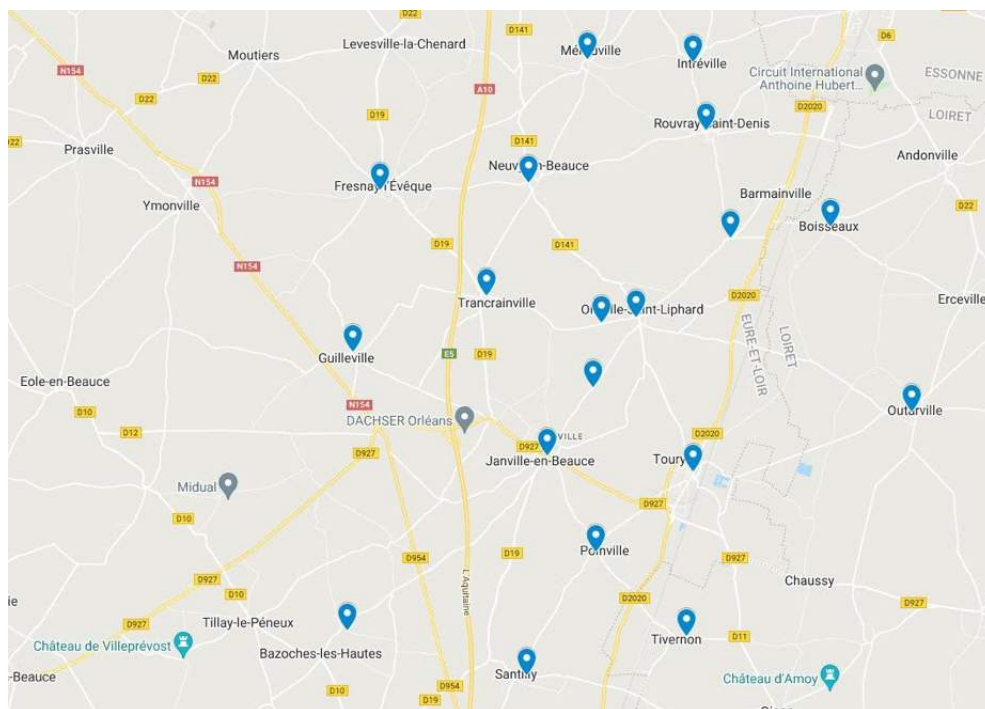 D141
Levesville-la-Chenard
D6
Moutiers
N154
Intréville
Circuit International
Anthoine Hubert...
ESSONNE
D22
A10
D22
D19
D2020
LOIRET
Rouvray-Saint-Denis
D141
Prasville
Andonville
Neuvy-en-Beauce
Fresnay-l'Évêque
N154
Barmainville
D22
Ymonville
Boisseaux
D19
D141
N154
D2020
Erceville
Trancrainville
Oinville-Saint-Liphard
EURE-ET-LOIR
LOIRET
Guilleville
E5
D19
Eole-en-Beauce
N154
D10
Outarville
DACHSER Orléans
D12
D2020
VILLE
D927
D927
Janville-en-Beauce
Toury
Midual
D927
D10
Poinville
D19
D954
D927
L'Aquitaine
D927
Chaussy
D10
D2020
D927
D927
Tillay-le-Péneux
Tivernon
D11
Château de Villeprévost
Bazoches-les-Hautes
-Beauce
Santilly
Château d'Amoy
D10
D954
D19